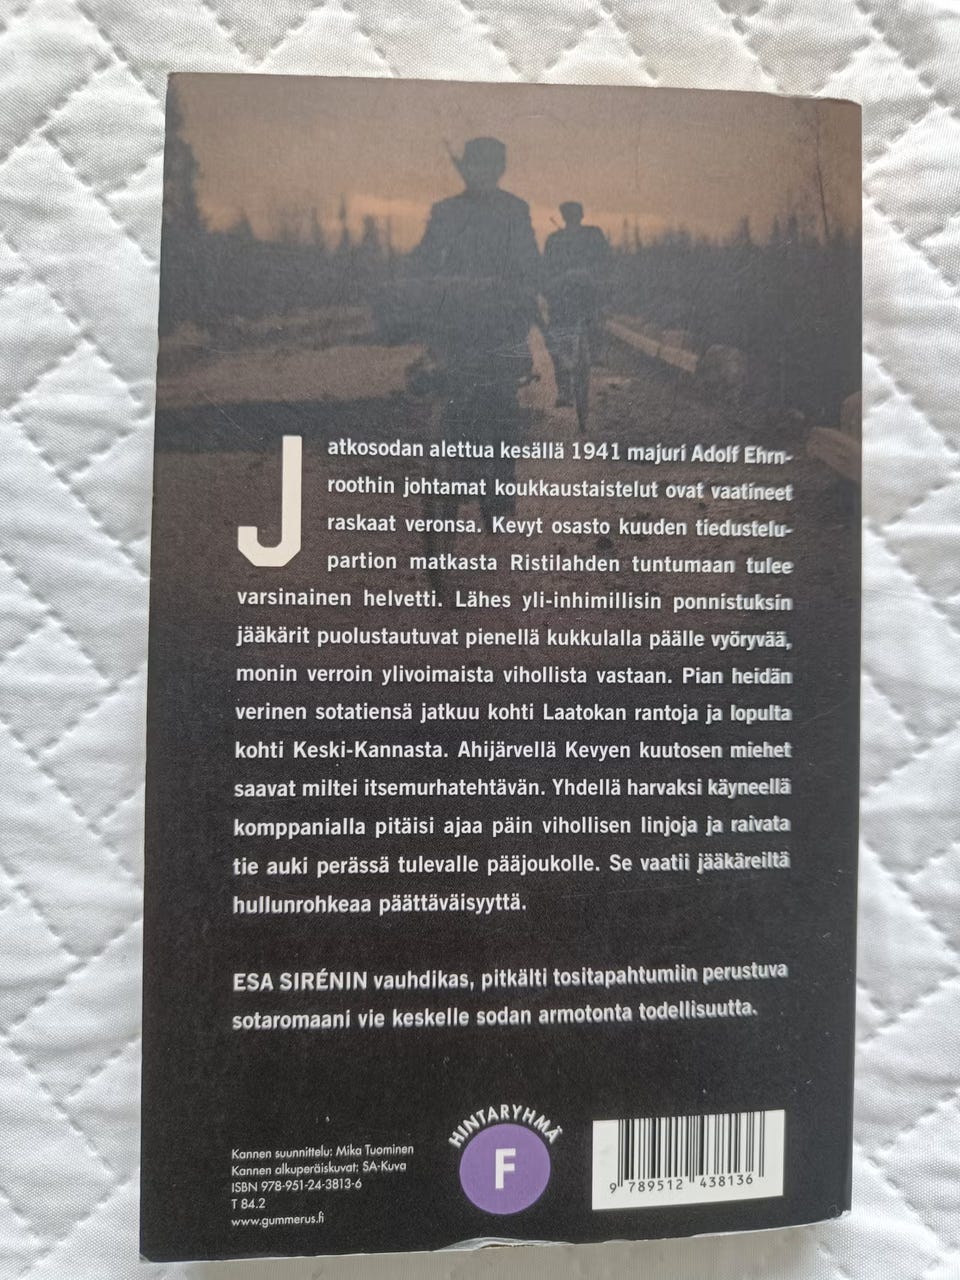 Jatkosodan alettua kesällä 1941 majuri Adolf Ehrn-
roothin johtamat koukkaustaistelut ovat vaatineet
raskaat veronsa. Kevyt osasto kuuden tiedustelu-
partion matkasta Ristilahden tuntumaan tulee
varsinainen helvetti. Lähes yli-inhimillisin ponnistuksin
jääkärit puolustautuvat pienellä kukkulalla päälle vyöryvää,
monin verroin ylivoimaista vihollista vastaan. Pian heidän
verinen sotatiensä jatkuu kohti Laatokan rantoja ja lopulta
kohti Keski-Kannasta. Ahijärvellä Kevyen kuutosen miehet
saavat miltei itsemurhatehtävän. Yhdellä harvaksi käyneellä
komppanialla pitäisi ajaa päin vihollisen linjoja ja raivata
tie auki perässä tulevalle pääjoukolle. Se vaatii jääkäreiltä
hullunrohkeaa päättäväisyyttä.
ESA SIRÉNIN vauhdikas, pitkälti tositapahtumiin perustuva
sotaromaani vie keskelle sodan armotonta todellisuutta.
Kannen suunnittelu: Mika Tuominen
Kannen alkuperäiskuvat: SA-Kuva
ISBN 978-951-24-3813-6
T 84.2
www.gummerus.fi
HINTARYHMÄ
F
9 789512 438136